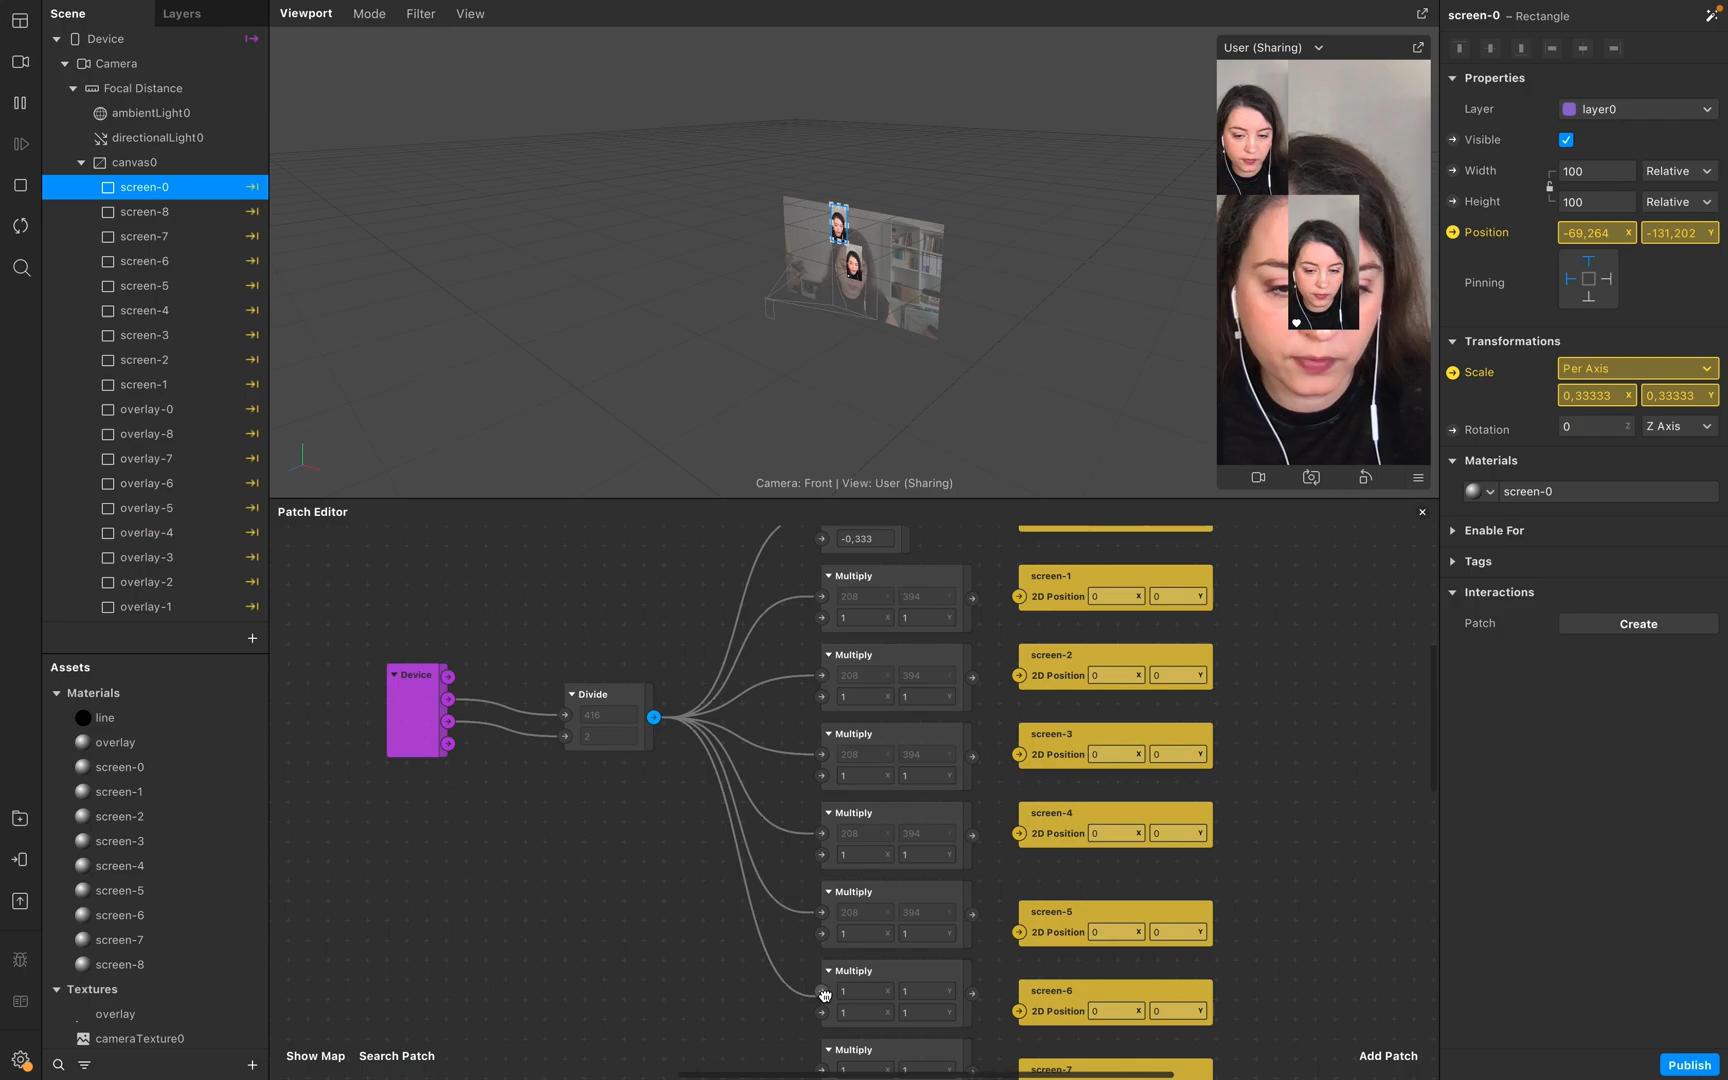 Scene
Layers
Device
Camera
Focal Distance
ambientLight0
directionalLight0
canvas0
screen-0
screen-8
screen-7
screen-6
screen-5
screen-4
screen-3
screen-2
screen-1
overlay-0
overlay-8
overlay-7
overlay-6
overlay-5
overlay-4
overlay-3
overlay-2
overlay-1
Assets
Materials
line
overlay
screen-0
screen-1
screen-2
screen-3
screen-4
screen-5
screen-6
screen-7
screen-8
Textures
overlay
cameraTexture0
Viewport Mode Filter View
User (Sharing)
Camera: Front | View: User (Sharing)
Patch Editor
-0,333
Device
Divide
416
2
Multiply
208 X 394 Y
1 X 1 Y
Multiply
208 X 394 Y
1 X 1 Y
Multiply
208 X 394 Y
1 X 1 Y
Multiply
208 X 394 Y
1 X 1 Y
Multiply
208 X 394 Y
1 X 1 Y
Multiply
1 X 1 Y
1 X 1 Y
Multiply
1 X 1 Y
screen-1
2D Position 0 X 0 Y
screen-2
2D Position 0 X 0 Y
screen-3
2D Position 0 X 0 Y
screen-4
2D Position 0 X 0 Y
screen-5
2D Position 0 X 0 Y
screen-6
2D Position 0 X 0 Y
screen-7
Show Map Search Patch
Add Patch
screen-0 – Rectangle
Properties
Layer layer0
Visible
Width 100 Relative
Height 100 Relative
Position -69,264 X -131,202 Y
Pinning
Transformations
Scale Per Axis
0,33333 X 0,33333 Y
Rotation 0 Z Z Axis
Materials
screen-0
Enable For
Tags
Interactions
Patch Create
Publish